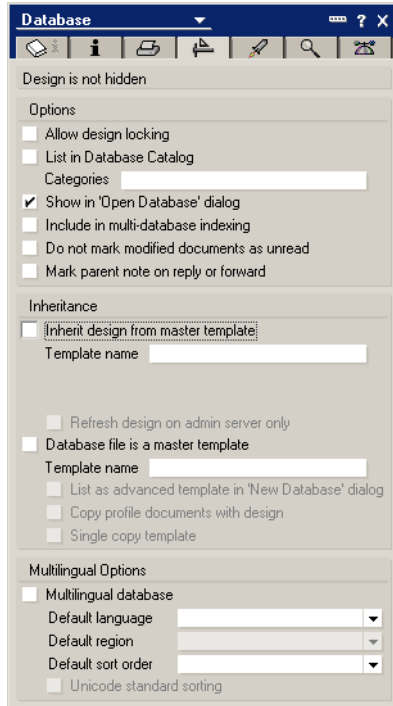 Database ? X
i i
Design is not hidden
Options
Allow design locking
List in Database Catalog
Categories
Show in 'Open Database' dialog
Include in multi-database indexing
Do not mark modified documents as unread
Mark parent note on reply or forward
Inheritance
Inherit design from master template
Template name
Refresh design on admin server only
Database file is a master template
Template name
List as advanced template in 'New Database' dialog
Copy profile documents with design
Single copy template
Multilingual Options
Multilingual database
Default language
Default region
Default sort order
Unicode standard sorting